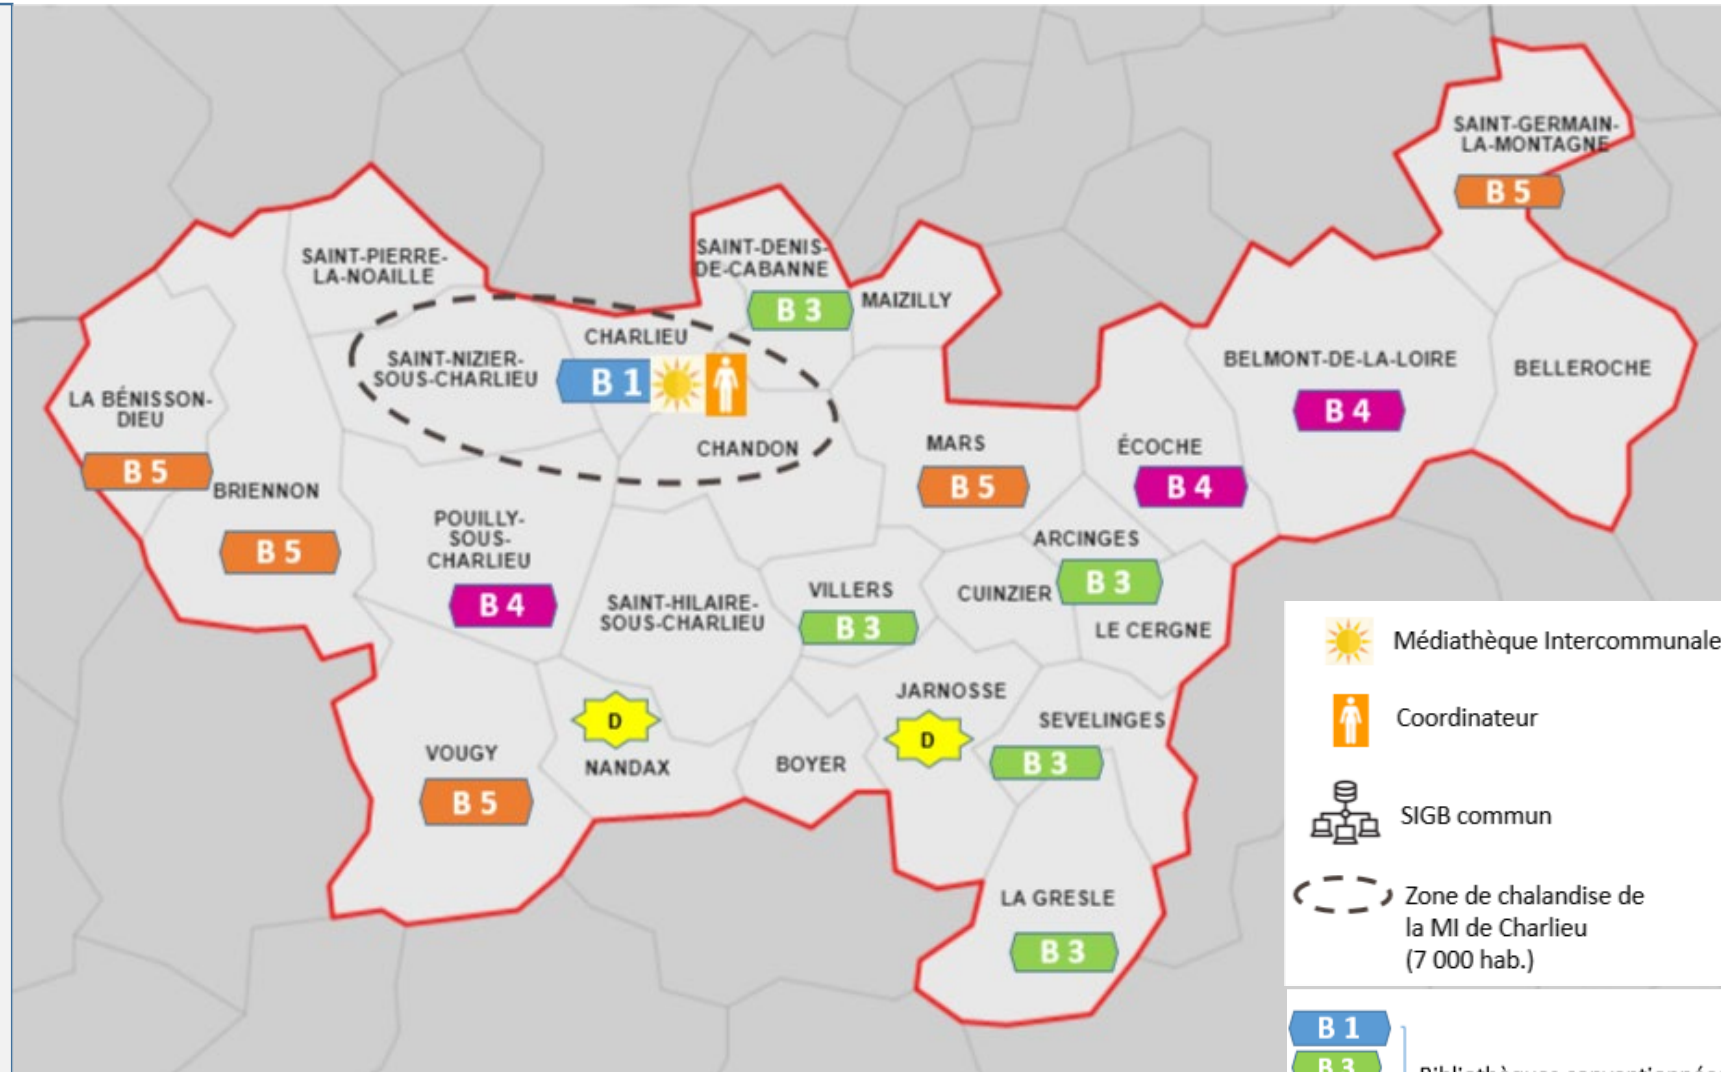 SAINT-GERMAIN-
LA-MONTAGNE
B 5
SAINT-PIERRE-
LA-NOAILLE
SAINT-DENIS-
DE-CABANNE
B 3
MAIZILLY
CHARLIEU
SAINT-NIZIER-
SOUS-CHARLIEU
B 1
CHANDON
BELMONT-DE-LA-LOIRE
B 4
BELLEROCHE
LA BÉNISSON-
DIEU
B 5
BRIENNON
B 5
MARS
B 5
ÉCOCHE
B 4
POUILLY-
SOUS-
CHARLIEU
B 4
ARCINGES
B 3
VILLERS
B 3
CUINZIER
SAINT-HILAIRE-
SOUS-CHARLIEU
LE CERGNE
JARNOSSE
D
SEVELINGES
B 3
D
NANDAX
VOUGY
B 5
BOYER
LA GRESLE
B 3
Médiathèque Intercommunale
Coordinateur
SIGB commun
Zone de chalandise de
la MI de Charlieu
(7 000 hab.)
B 1
B 3
Bibliothèques conventionnées